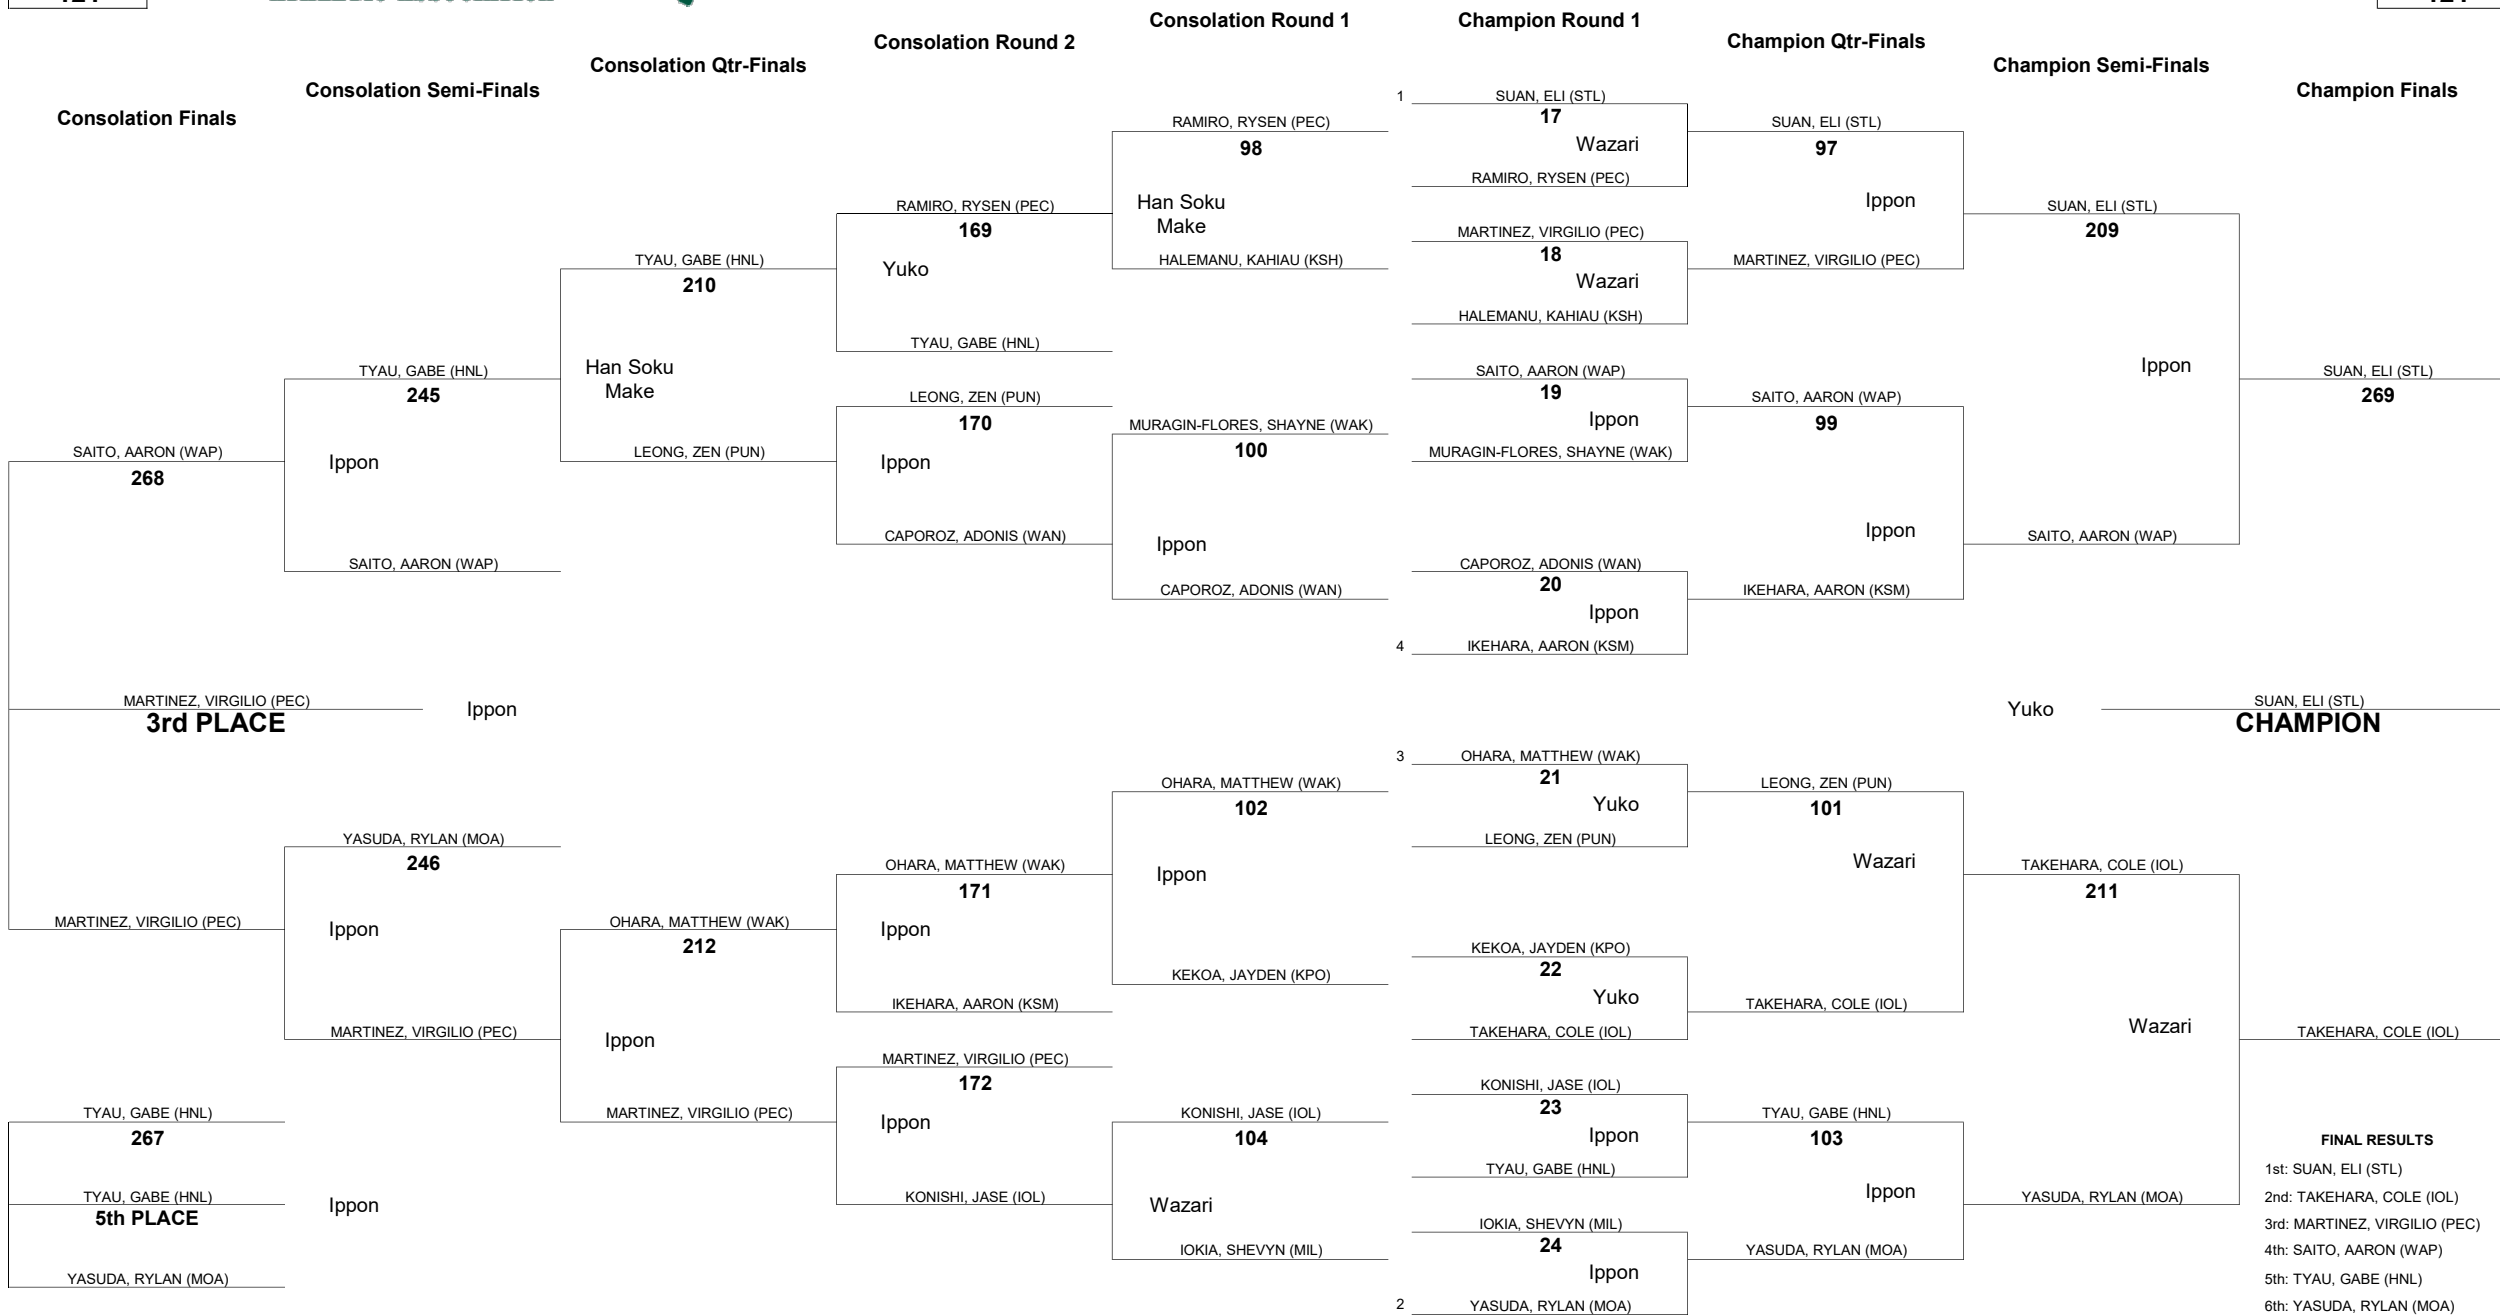 Consolation Round 1
Champion Round 1
Consolation Round 2
Champion Qtr-Finals
Consolation Qtr-Finals
Champion Semi-Finals
Consolation Semi-Finals
Champion Finals
Consolation Finals
SAITO, AARON (WAP)
268
MARTINEZ, VIRGILIO (PEC)
3rd PLACE
Ippon
MARTINEZ, VIRGILIO (PEC)
TYAU, GABE (HNL)
267
TYAU, GABE (HNL)
5th PLACE
Ippon
YASUDA, RYLAN (MOA)
TYAU, GABE (HNL)
245
Ippon
SAITO, AARON (WAP)
YASUDA, RYLAN (MOA)
246
Ippon
MARTINEZ, VIRGILIO (PEC)
TYAU, GABE (HNL)
210
Han Soku
Make
LEONG, ZEN (PUN)
OHARA, MATTHEW (WAK)
212
Ippon
MARTINEZ, VIRGILIO (PEC)
RAMIRO, RYSEN (PEC)
169
Yuko
TYAU, GABE (HNL)
LEONG, ZEN (PUN)
170
Ippon
CAPOROZ, ADONIS (WAN)
OHARA, MATTHEW (WAK)
171
Ippon
IKEHARA, AARON (KSM)
MARTINEZ, VIRGILIO (PEC)
172
Ippon
KONISHI, JASE (IOL)
RAMIRO, RYSEN (PEC)
98
Han Soku
Make
HALEMANU, KAHIAU (KSH)
MURAGIN-FLORES, SHAYNE (WAK)
100
Ippon
CAPOROZ, ADONIS (WAN)
OHARA, MATTHEW (WAK)
102
Ippon
KEKOA, JAYDEN (KPO)
KONISHI, JASE (IOL)
104
Wazari
IOKIA, SHEVYN (MIL)
1 SUAN, ELI (STL)
17
Wazari
RAMIRO, RYSEN (PEC)
MARTINEZ, VIRGILIO (PEC)
18
Wazari
HALEMANU, KAHIAU (KSH)
SAITO, AARON (WAP)
19
Ippon
MURAGIN-FLORES, SHAYNE (WAK)
CAPOROZ, ADONIS (WAN)
20
Ippon
4 IKEHARA, AARON (KSM)
3 OHARA, MATTHEW (WAK)
21
Yuko
LEONG, ZEN (PUN)
KEKOA, JAYDEN (KPO)
22
Yuko
TAKEHARA, COLE (IOL)
KONISHI, JASE (IOL)
23
Ippon
TYAU, GABE (HNL)
IOKIA, SHEVYN (MIL)
24
Ippon
2 YASUDA, RYLAN (MOA)
SUAN, ELI (STL)
97
Ippon
MARTINEZ, VIRGILIO (PEC)
SAITO, AARON (WAP)
99
Ippon
IKEHARA, AARON (KSM)
LEONG, ZEN (PUN)
101
Wazari
TAKEHARA, COLE (IOL)
TYAU, GABE (HNL)
103
Ippon
YASUDA, RYLAN (MOA)
SUAN, ELI (STL)
209
Ippon
SAITO, AARON (WAP)
TAKEHARA, COLE (IOL)
211
Wazari
YASUDA, RYLAN (MOA)
SUAN, ELI (STL)
269
Yuko
SUAN, ELI (STL)
CHAMPION
TAKEHARA, COLE (IOL)
FINAL RESULTS
1st: SUAN, ELI (STL)
2nd: TAKEHARA, COLE (IOL)
3rd: MARTINEZ, VIRGILIO (PEC)
4th: SAITO, AARON (WAP)
5th: TYAU, GABE (HNL)
6th: YASUDA, RYLAN (MOA)